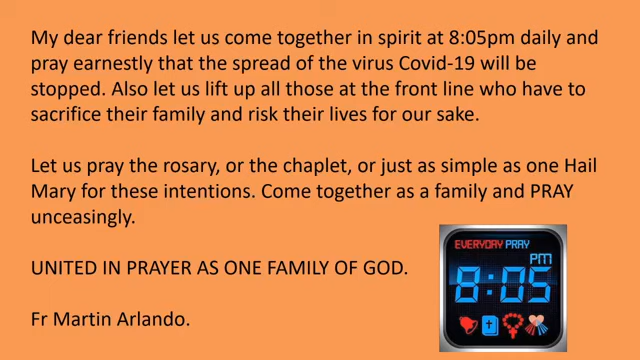 My dear friends let us come together in spirit at 8:05pm daily and
pray earnestly that the spread of the virus Covid-19 will be
stopped. Also let us lift up all those at the front line who have to
sacrifice their family and risk their lives for our sake.
Let us pray the rosary, or the chaplet, or just as simple as one Hail
Mary for these intentions. Come together as a family and PRAY
unceasingly.
UNITED IN PRAYER AS ONE FAMILY OF GOD.
Fr Martin Arlando.
EVERYDAY PRAY
PM
8:05